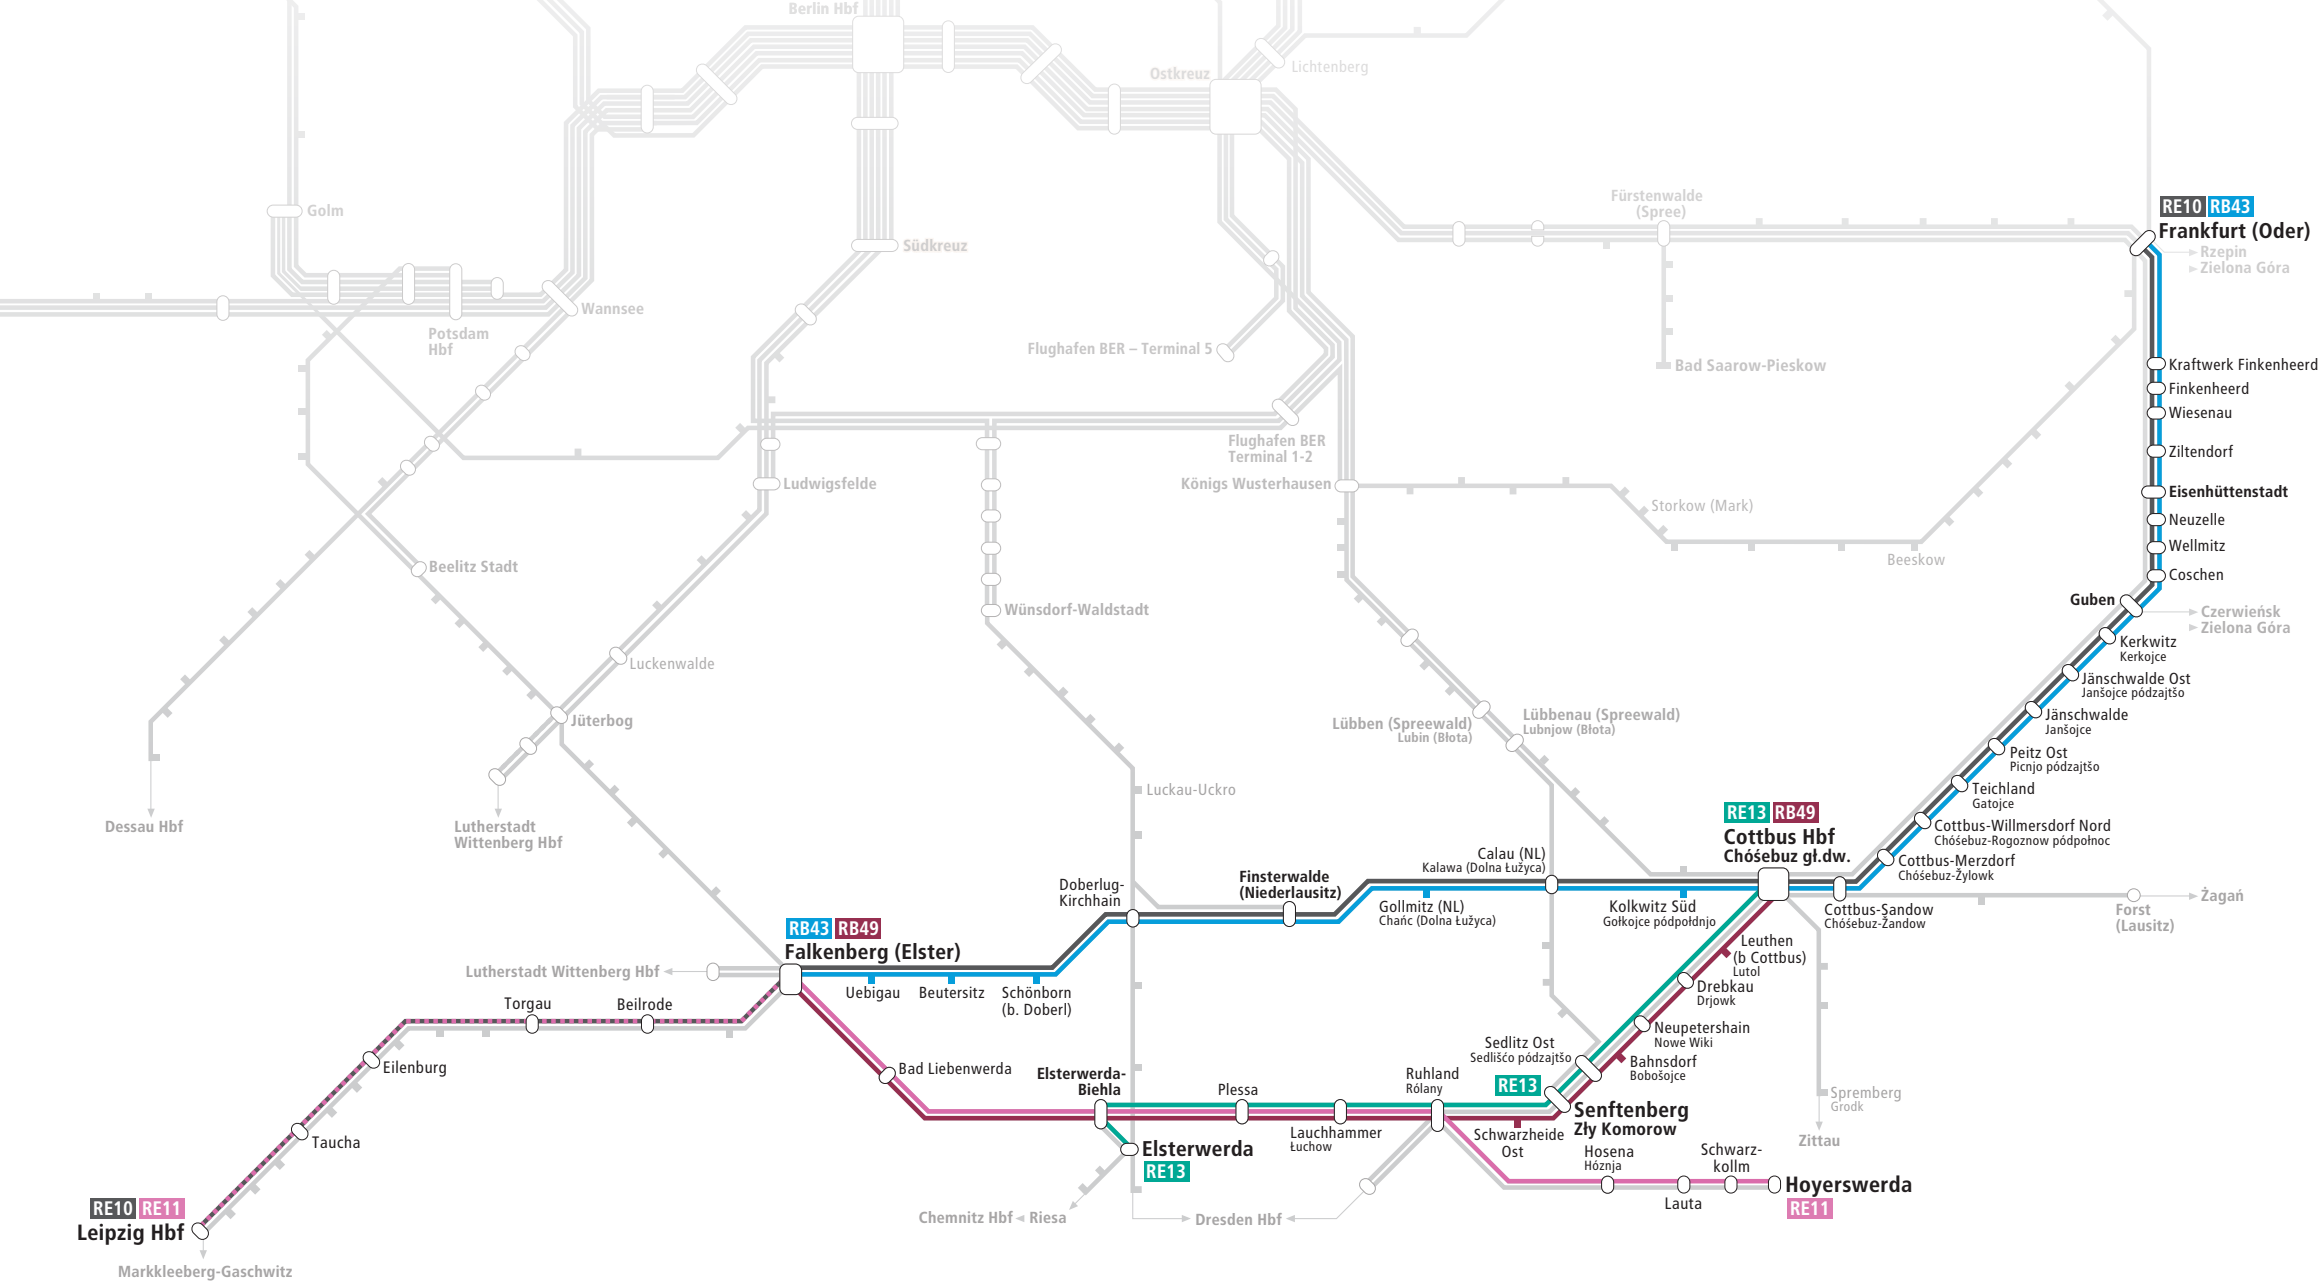 Berlin Hbf
Ostkreuz
Lichtenberg
Golm
Südkreuz
Fürstenwalde
(Spree)
RE10 RB43
Frankfurt (Oder)
Rzepin
Zielona Góra
Wannsee
Potsdam
Hbf
Flughafen BER – Terminal 5
Bad Saarow-Pieskow
Kraftwerk Finkenheerd
Finkenheerd
Wiesenau
Flughafen BER
Terminal 1-2
Ziltendorf
Ludwigsfelde
Königs Wusterhausen
Eisenhüttenstadt
Storkow (Mark)
Neuzelle
Wellmitz
Beeskow
Beelitz Stadt
Coschen
Guben
Wünsdorf-Waldstadt
Czerwieńsk
Zielona Góra
Kerkwitz
Kerkojce
Luckenwalde
Jänschwalde Ost
Janšojce pódzajtšo
Jüterbog
Lübben (Spreewald)
Lubin (Błota)
Lübbenau (Spreewald)
Lubnjow (Błota)
Jänschwalde
Janšojce
Peitz Ost
Picnjo pódzajtšo
Luckau-Uckro
Teichland
Gatojce
Dessau Hbf
Lutherstadt
Wittenberg Hbf
RE13 RB49
Cottbus Hbf
Chóśebuz gł.dw.
Cottbus-Willmersdorf Nord
Chóśebuz-Rogoznow pódpołnoc
Calau (NL)
Kalawa (Dolna Łužyca)
Cottbus-Merzdorf
Chóśebuz-Žylowk
Doberlug-
Kirchhain
Finsterwalde
(Niederlausitz)
Gollmitz (NL)
Chańc (Dolna Łužyca)
Kolkwitz Süd
Gołkojce pódpołdnjo
Cottbus-Sandow
Chóśebuz-Žandow
Forst
(Lausitz)
Żagań
RB43 RB49
Falkenberg (Elster)
Leuthen
(b Cottbus)
Lutol
Lutherstadt Wittenberg Hbf
Uebigau
Beutersitz
Schönborn
(b. Doberl)
Drebkau
Drjowk
Torgau
Beilrode
Neupetershain
Nowe Wiki
Sedlitz Ost
Sedlišćo pódzajtšo
Eilenburg
Bad Liebenwerda
Bahnsdorf
Bobošojce
Elsterwerda-
Biehla
Plessa
Ruhland
Rólany
RE13
Senftenberg
Zły Komorow
Spremberg
Grodk
Taucha
Elsterwerda
RE13
Lauchhammer
Łuchow
Schwarzheide
Ost
Zittau
Hosena
Hóznja
Schwarz-
kollm
Hoyerswerda
RE11
Lauta
RE10 RE11
Leipzig Hbf
Chemnitz Hbf
Riesa
Dresden Hbf
Markkleeberg-Gaschwitz